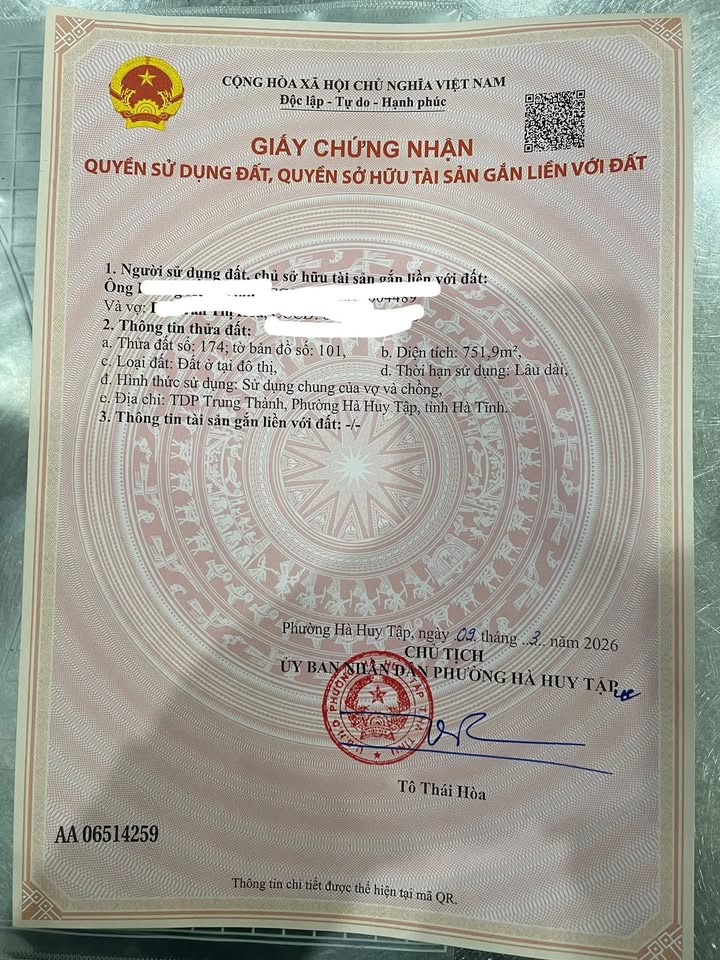 CỘNG HÒA XÃ HỘI CHỦ NGHĨA VIỆT NAM
Độc lập - Tự do - Hạnh phúc
GIẤY CHỨNG NHẬN
QUYỀN SỬ DỤNG ĐẤT, QUYỀN SỞ HỮU TÀI SẢN GẮN LIỀN VỚI ĐẤT
1. Người sử dụng đất, chủ sở hữu tài sản gắn liền với đất:
Ông
Và vợ:
2. Thông tin thửa đất:
a. Thửa đất số: 174; tờ bản đồ số: 101, b. Diện tích: 751,9m²,
c. Loại đất: Đất ở tại đô thị, d. Thời hạn sử dụng: Lâu dài,
đ. Hình thức sử dụng: Sử dụng chung của vợ và chồng,
e. Địa chỉ: TDP Trung Thành, Phường Hà Huy Tập, tỉnh Hà Tĩnh.
3. Thông tin tài sản gắn liền với đất: -/-
Phường Hà Huy Tập, ngày .09. tháng ..3.. năm 2026
CHỦ TỊCH
ỦY BAN NHÂN DÂN PHƯỜNG HÀ HUY TẬP
Tô Thái Hòa
AA 06514259
Thông tin chi tiết được thể hiện tại mã QR.